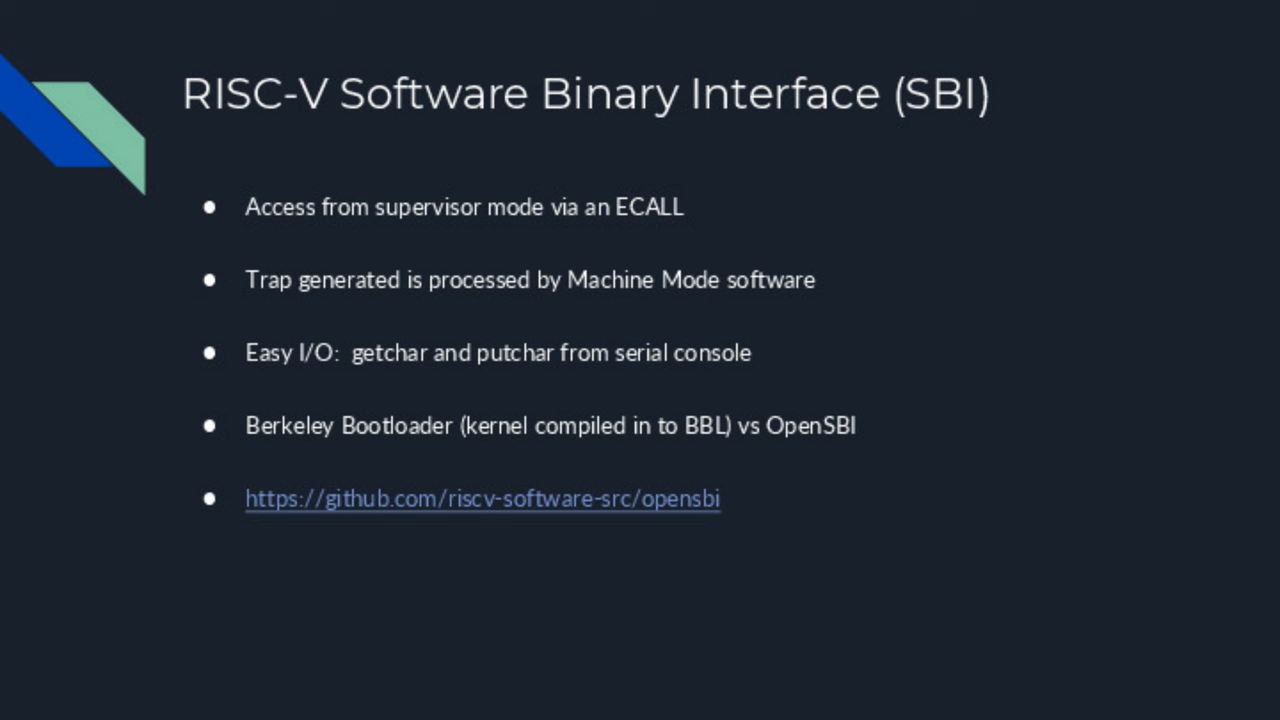 RISC-V Software Binary Interface (SBI)
● Access from supervisor mode via an ECALL
● Trap generated is processed by Machine Mode software
● Easy I/O:  getchar and putchar from serial console
● Berkeley Bootloader (kernel compiled in to BBL) vs OpenSBI
● https://github.com/riscv-software-src/opensbi